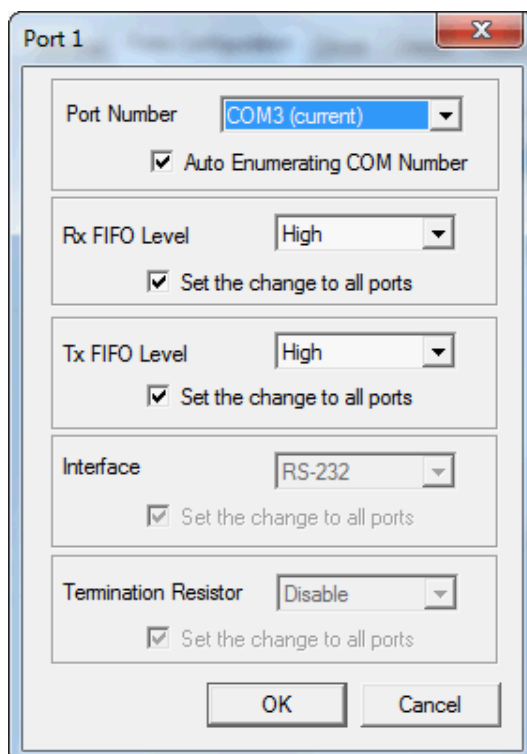 Port 1
Port Number COM3 (current)
Auto Enumerating COM Number
Rx FIFO Level High
Set the change to all ports
Tx FIFO Level High
Set the change to all ports
Interface RS-232
Set the change to all ports
Termination Resistor Disable
Set the change to all ports
OK Cancel